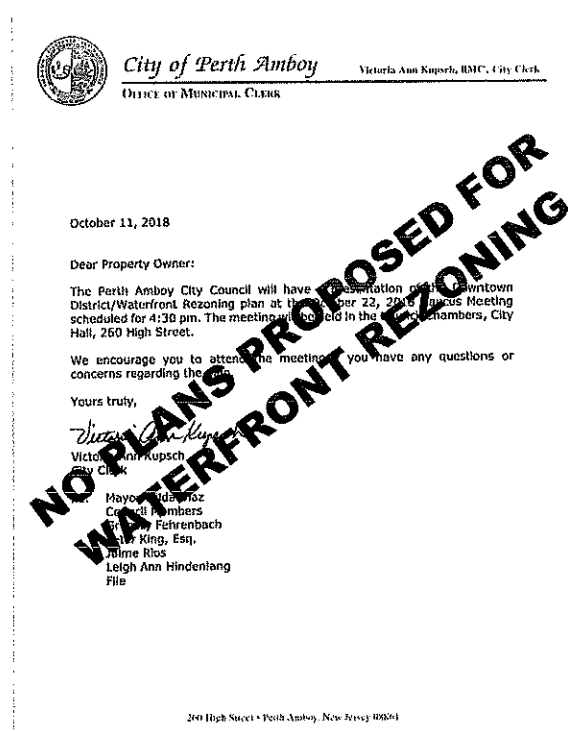 City of Perth Amboy
Victoria Ann Kupsch, RMC, City Clerk
OFFICE OF MUNICIPAL CLERK
October 11, 2018
Dear Property Owner:
The Perth Amboy City Council will have a presentation of the Downtown
District/Waterfront Rezoning plan at the October 22, 2018 Caucus Meeting
scheduled for 4:30 pm. The meeting will be held in the Council Chambers, City
Hall, 260 High Street.
We encourage you to attend the meeting if you have any questions or
concerns regarding the
Yours truly,
Victoria Ann Kupsch
Victoria Ann Kupsch
City Clerk
Mayor
Council Members
Fehrenbach
King, Esq.
Jaime Rios
Leigh Ann Hindenlang
File
NO PLANS PROPOSED FOR
WATERFRONT REZONING
260 High Street • Perth Amboy, New Jersey 08861